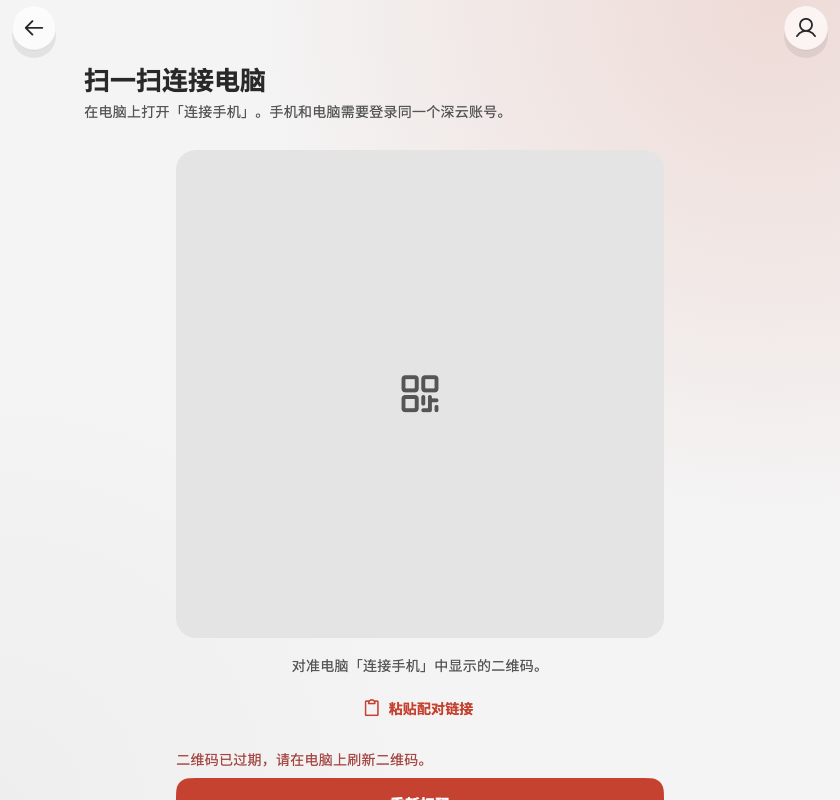 扫一扫连接电脑
在电脑上打开「连接手机」。手机和电脑需要登录同一个深云账号。
对准电脑「连接手机」中显示的二维码。
粘贴配对链接
二维码已过期，请在电脑上刷新二维码。